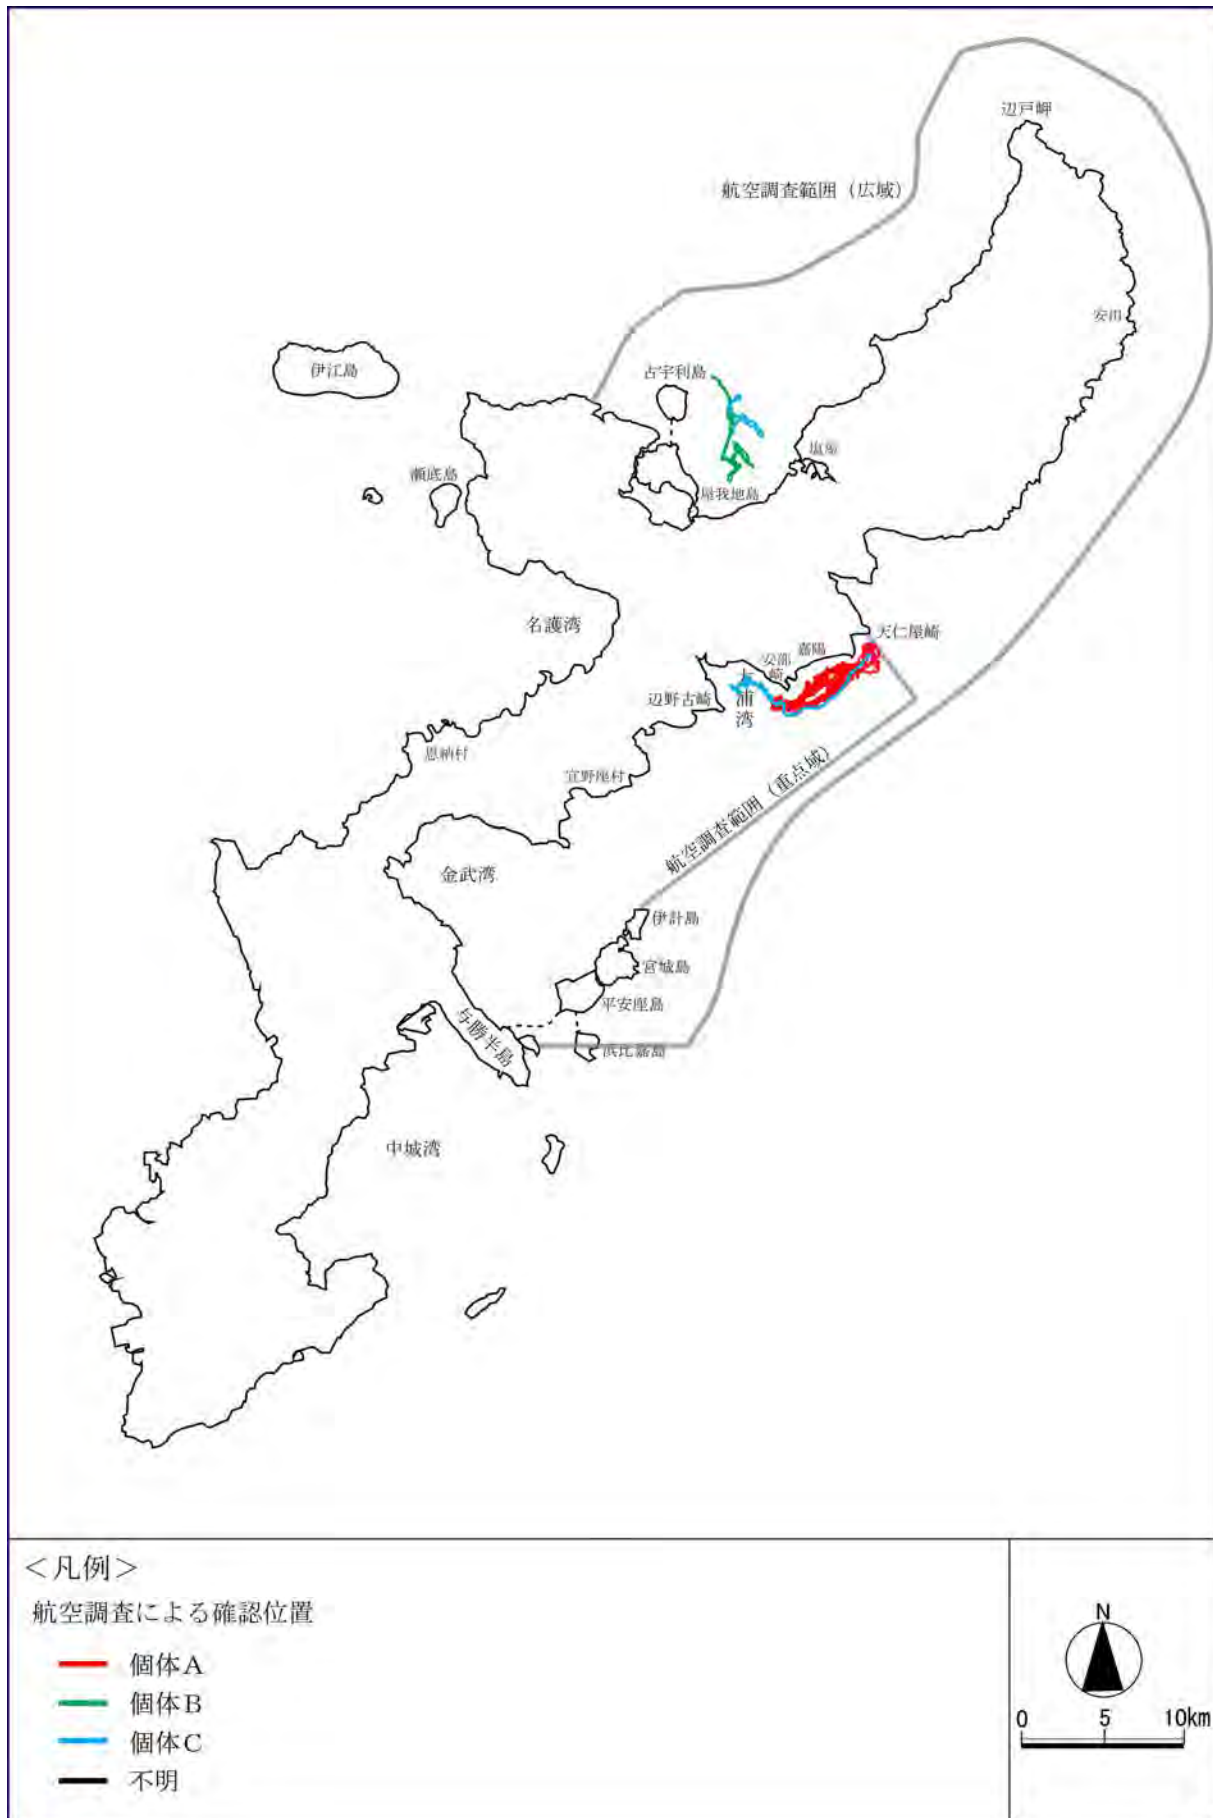 辺戸岬
航空調査範囲（広域）
安田
伊江島
古宇利島
瀬底島
塩屋
屋我地島
名護湾
天仁屋崎
嘉陽
安部崎
大浦湾
辺野古崎
恩納村
宜野座村
航空調査範囲（重点域）
金武湾
伊計島
宮城島
平安座島
与勝半島
浜比嘉島
中城湾
＜凡例＞
航空調査による確認位置
個体A
個体B
個体C
不明
N
0 5 10km